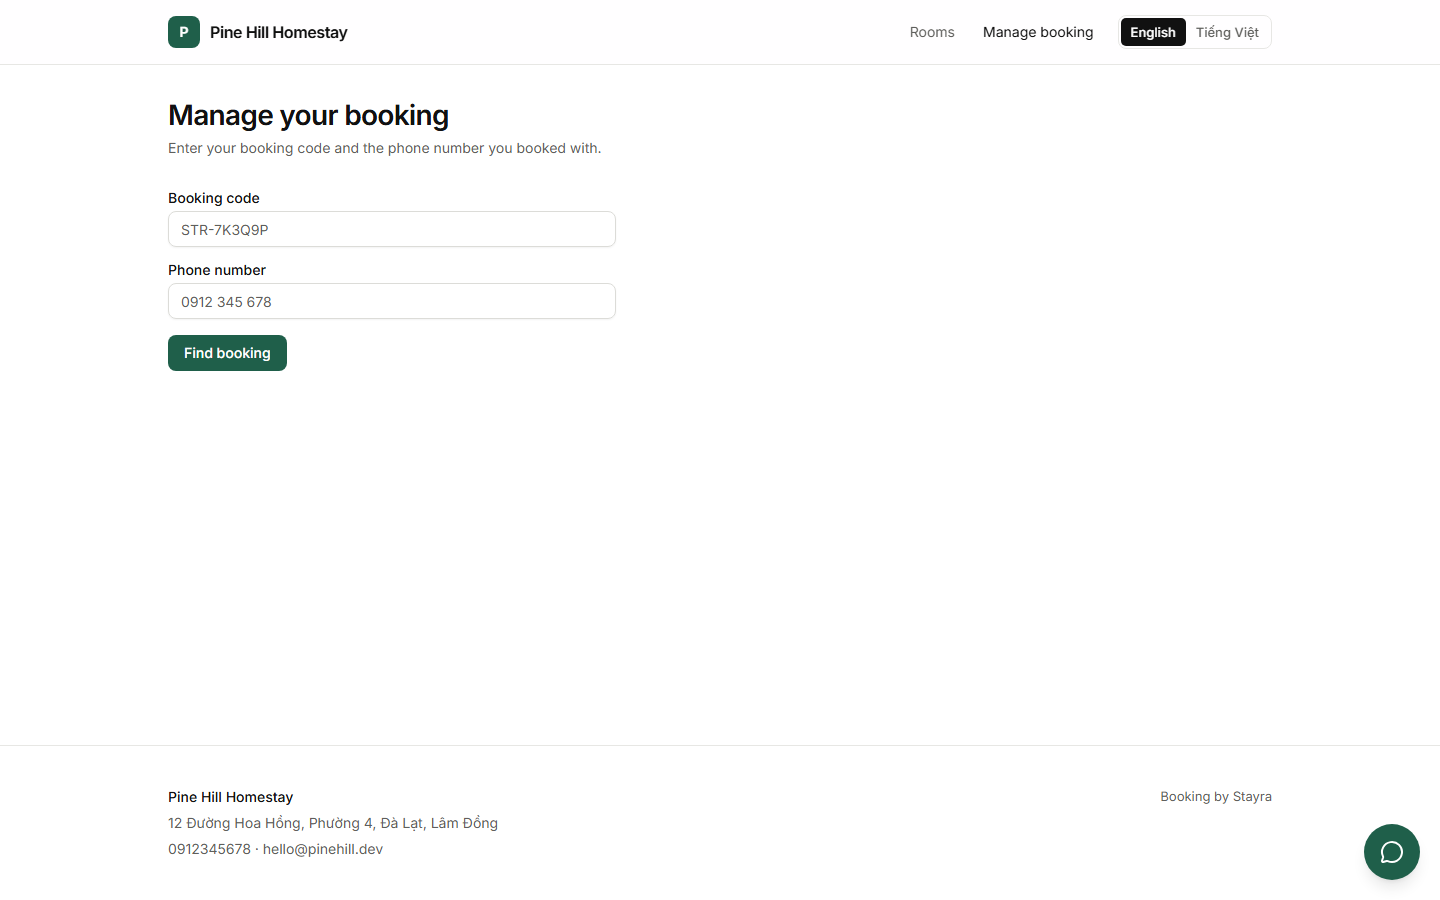 P
Pine Hill Homestay
Rooms
Manage booking
English
Tiếng Việt
Manage your booking
Enter your booking code and the phone number you booked with.
Booking code
STR-7K3Q9P
Phone number
0912 345 678
Find booking
Pine Hill Homestay
Booking by Stayra
12 Đường Hoa Hồng, Phường 4, Đà Lạt, Lâm Đồng
0912345678 · hello@pinehill.dev